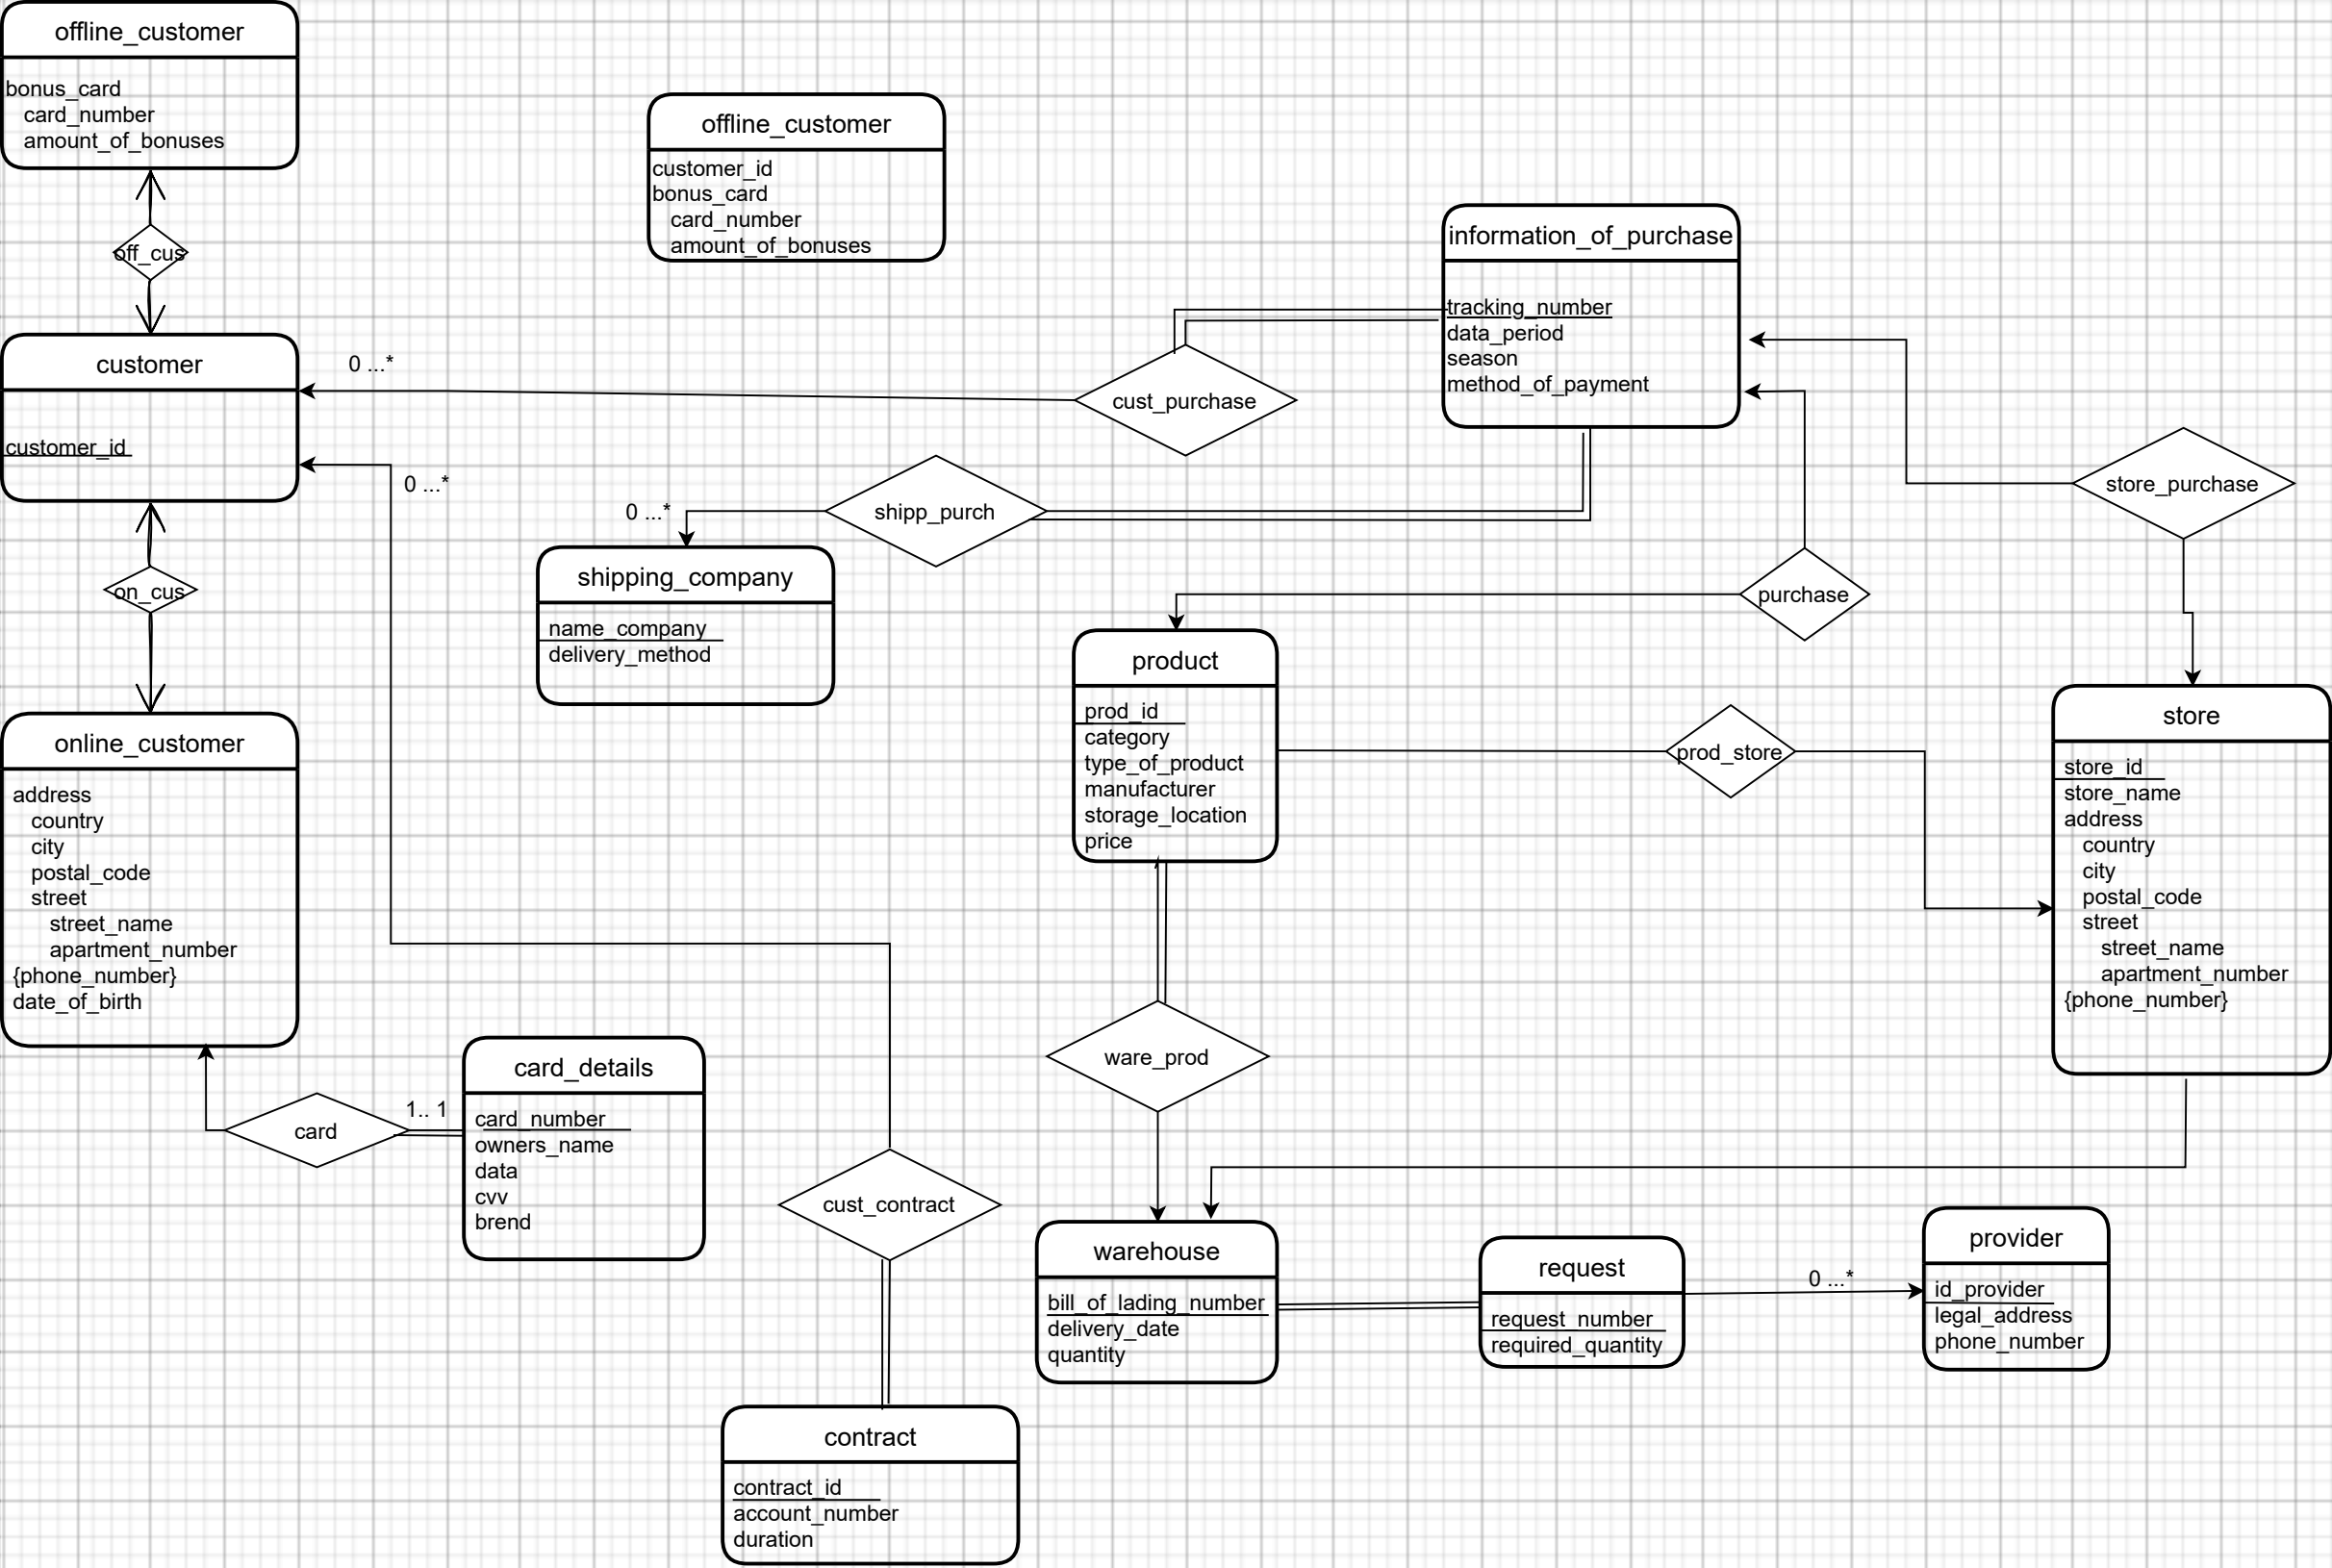 offline_customer
bonus_card
card_number
amount_of_bonuses
off_cus
customer
customer_id
on_cus
online_customer
address
country
city
postal_code
street
street_name
apartment_number
{phone_number}
date_of_birth
offline_customer
customer_id
bonus_card
card_number
amount_of_bonuses
0 ...*
0 ...*
cust_purchase
information_of_purchase
tracking_number
data_period
season
method_of_payment
0 ...*
shipp_purch
shipping_company
name_company
delivery_method
store_purchase
purchase
product
prod_id
category
type_of_product
manufacturer
storage_location
price
prod_store
store
store_id
store_name
address
country
city
postal_code
street
street_name
apartment_number
{phone_number}
ware_prod
card
1.. 1
card_details
card_number
owners_name
data
cvv
brend
cust_contract
contract
contract_id
account_number
duration
warehouse
bill_of_lading_number
delivery_date
quantity
request
request_number
required_quantity
0 ...*
provider
id_provider
legal_address
phone_number